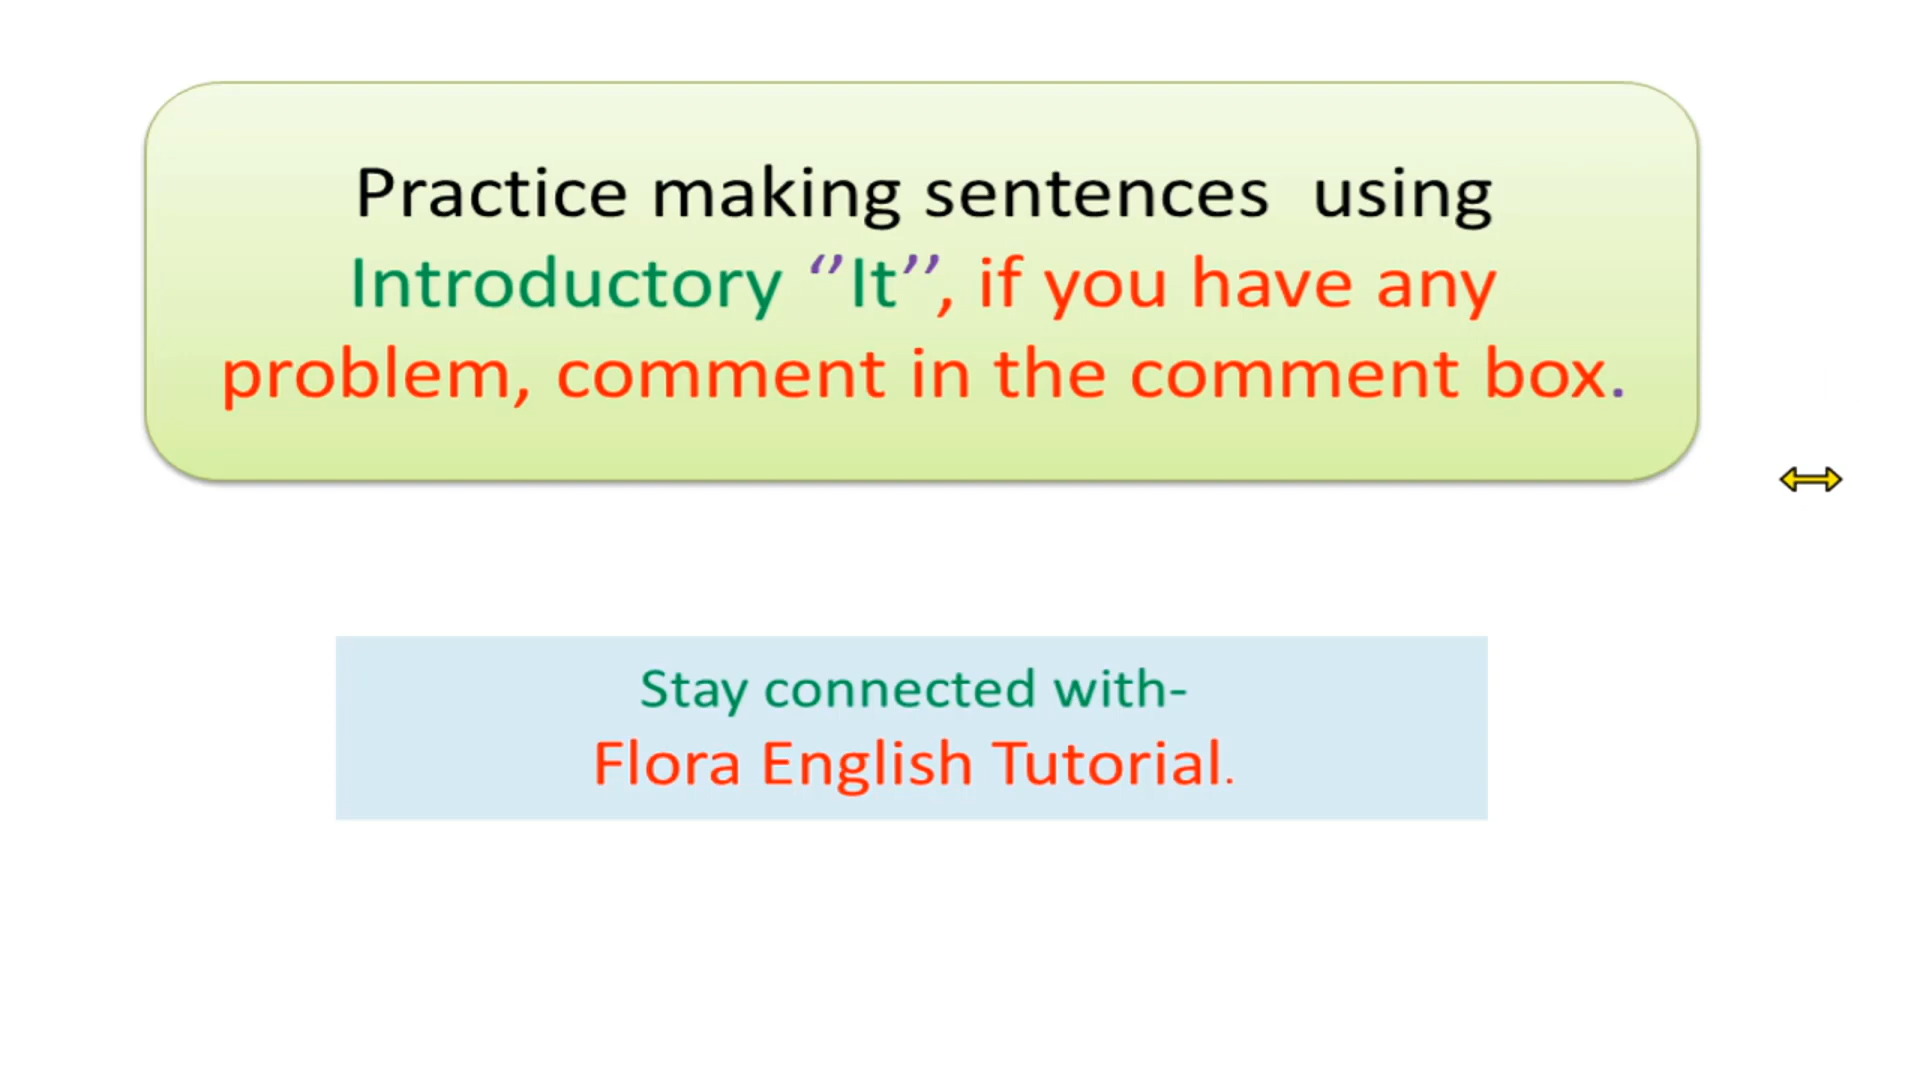 Practice making sentences  using
Introductory ‘’It’’, if you have any
problem, comment in the comment box.
Stay connected with-
Flora English Tutorial.